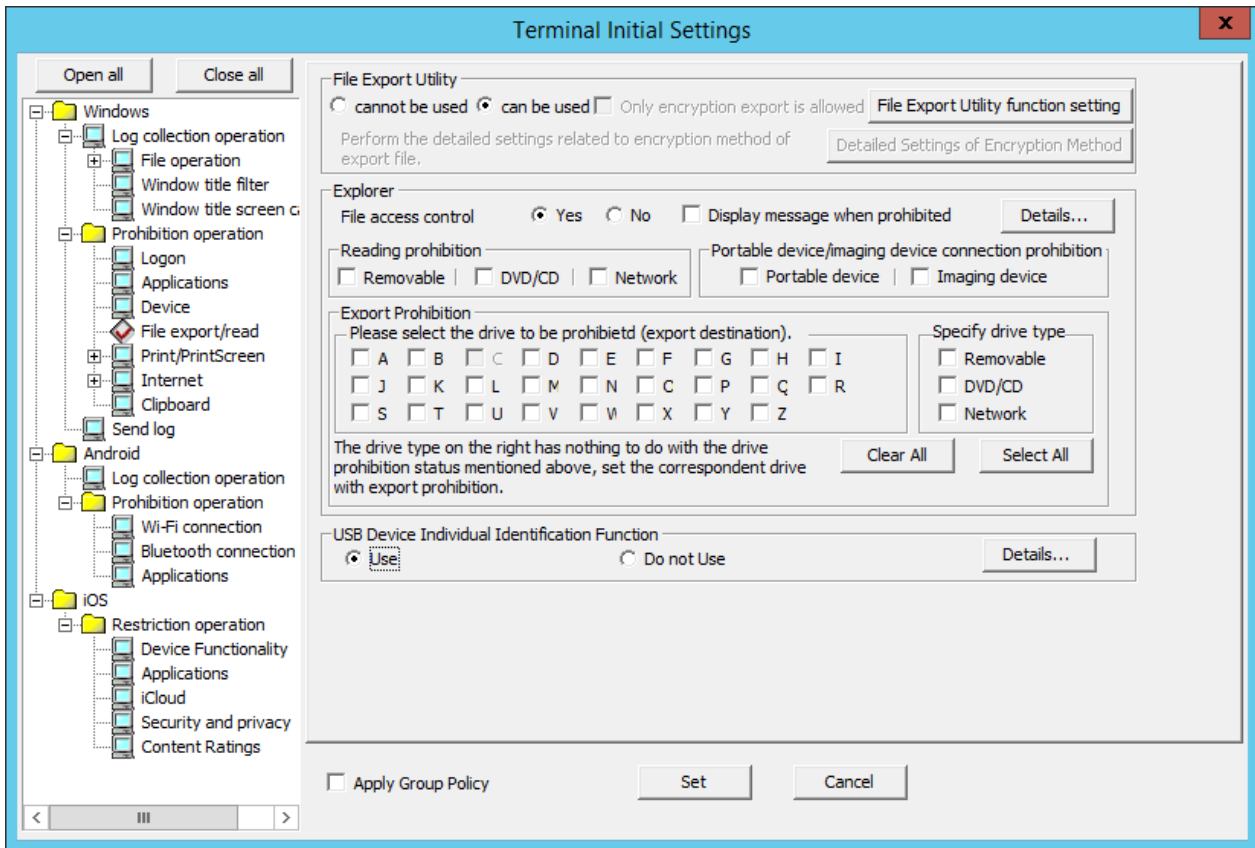 Terminal Initial Settings
x
Open all
Close all
Windows
Log collection operation
File operation
Window title filter
Window title screen ca
Prohibition operation
Logon
Applications
Device
File export/read
Print/PrintScreen
Internet
Clipboard
Send log
Android
Log collection operation
Prohibition operation
Wi-Fi connection
Bluetooth connection
Applications
iOS
Restriction operation
Device Functionality
Applications
iCloud
Security and privacy
Content Ratings
File Export Utility
cannot be used can be used Only encryption export is allowed File Export Utility function setting
Perform the detailed settings related to encryption method of
export file.
Detailed Settings of Encryption Method
Explorer
File access control Yes No Display message when prohibited Details...
Reading prohibition
Removable | DVD/CD | Network
Portable device/imaging device connection prohibition
Portable device | Imaging device
Export Prohibition
Please select the drive to be prohibietd (export destination).
A B C D E F G H I
J K L M N O P Q R
S T U V W X Y Z
Specify drive type
Removable
DVD/CD
Network
The drive type on the right has nothing to do with the drive
prohibition status mentioned above, set the correspondent drive
with export prohibition.
Clear All
Select All
USB Device Individual Identification Function
Use Do not Use Details...
Apply Group Policy Set Cancel